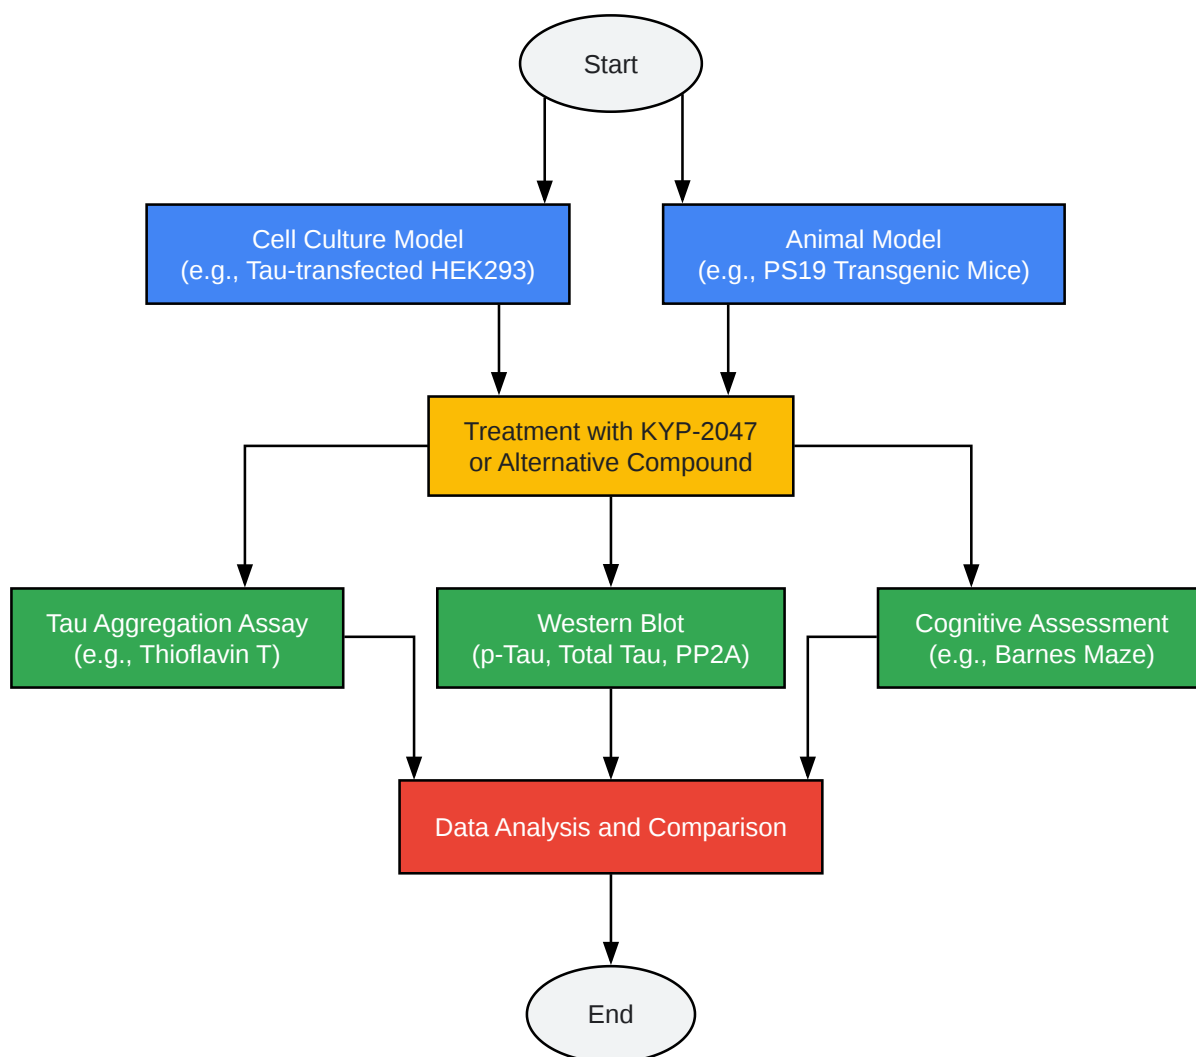 Start
Cell Culture Model
(e.g., Tau-transfected HEK293)
Animal Model
(e.g., PS19 Transgenic Mice)
Treatment with KYP-2047
or Alternative Compound
Tau Aggregation Assay
(e.g., Thioflavin T)
Western Blot
(p-Tau, Total Tau, PP2A)
Cognitive Assessment
(e.g., Barnes Maze)
Data Analysis and Comparison
End